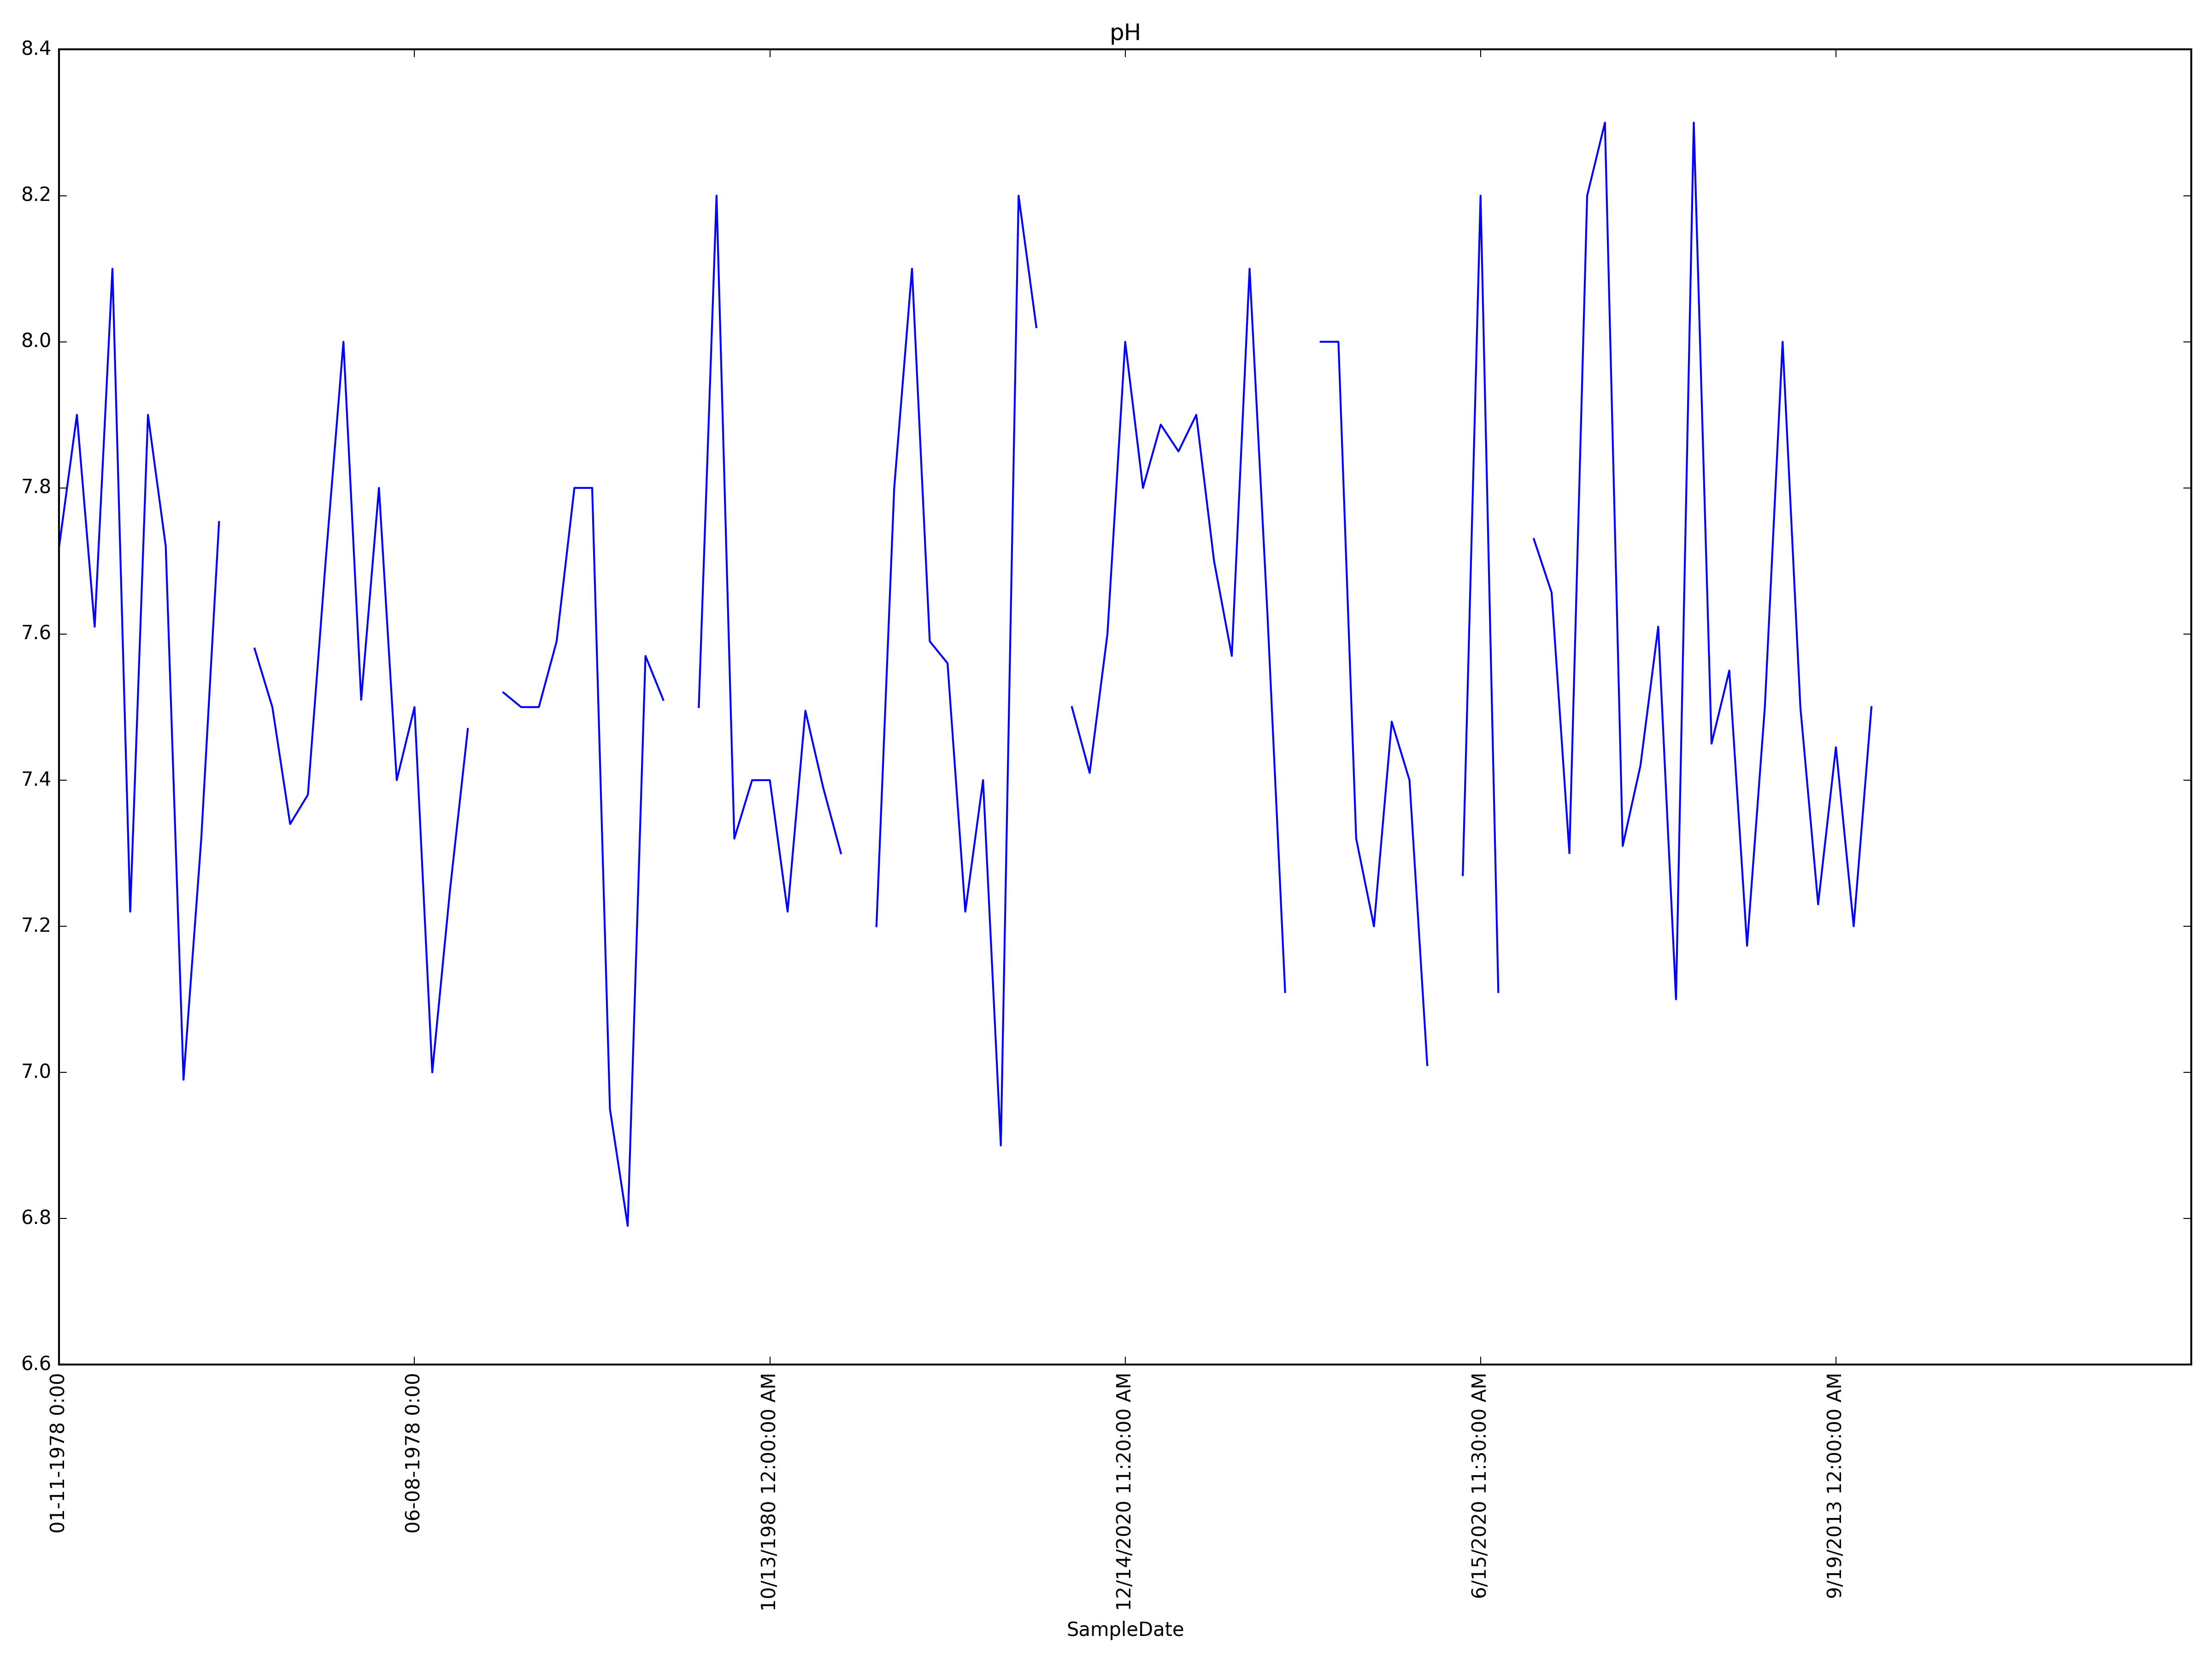 pH
8.4
8.2
8.0
7.8
7.6
7.4
7.2
7.0
6.8
6.6
01-11-1978 0:00
06-08-1978 0:00
10/13/1980 12:00:00 AM
12/14/2020 11:20:00 AM
6/15/2020 11:30:00 AM
9/19/2013 12:00:00 AM
SampleDate